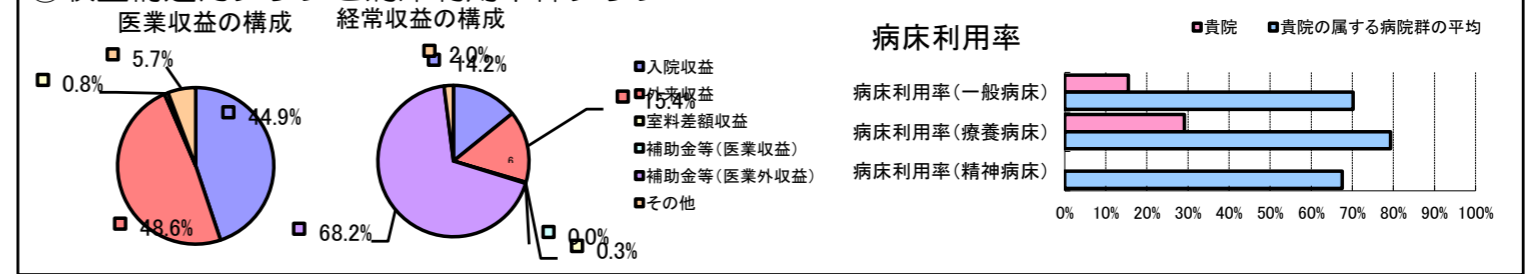 医業収益の構成
経常収益の構成
5.7%
0.8%
44.9%
48.6%
2.0%
14.2%
15.4%
68.2%
0.0%
0.3%
入院収益
外来収益
室料差額収益
補助金等(医業収益)
補助金等(医業外収益)
その他
病床利用率
貴院
貴院の属する病院群の平均
病床利用率(一般病床)
病床利用率(療養病床)
病床利用率(精神病床)
0% 10% 20% 30% 40% 50% 60% 70% 80% 90% 100%